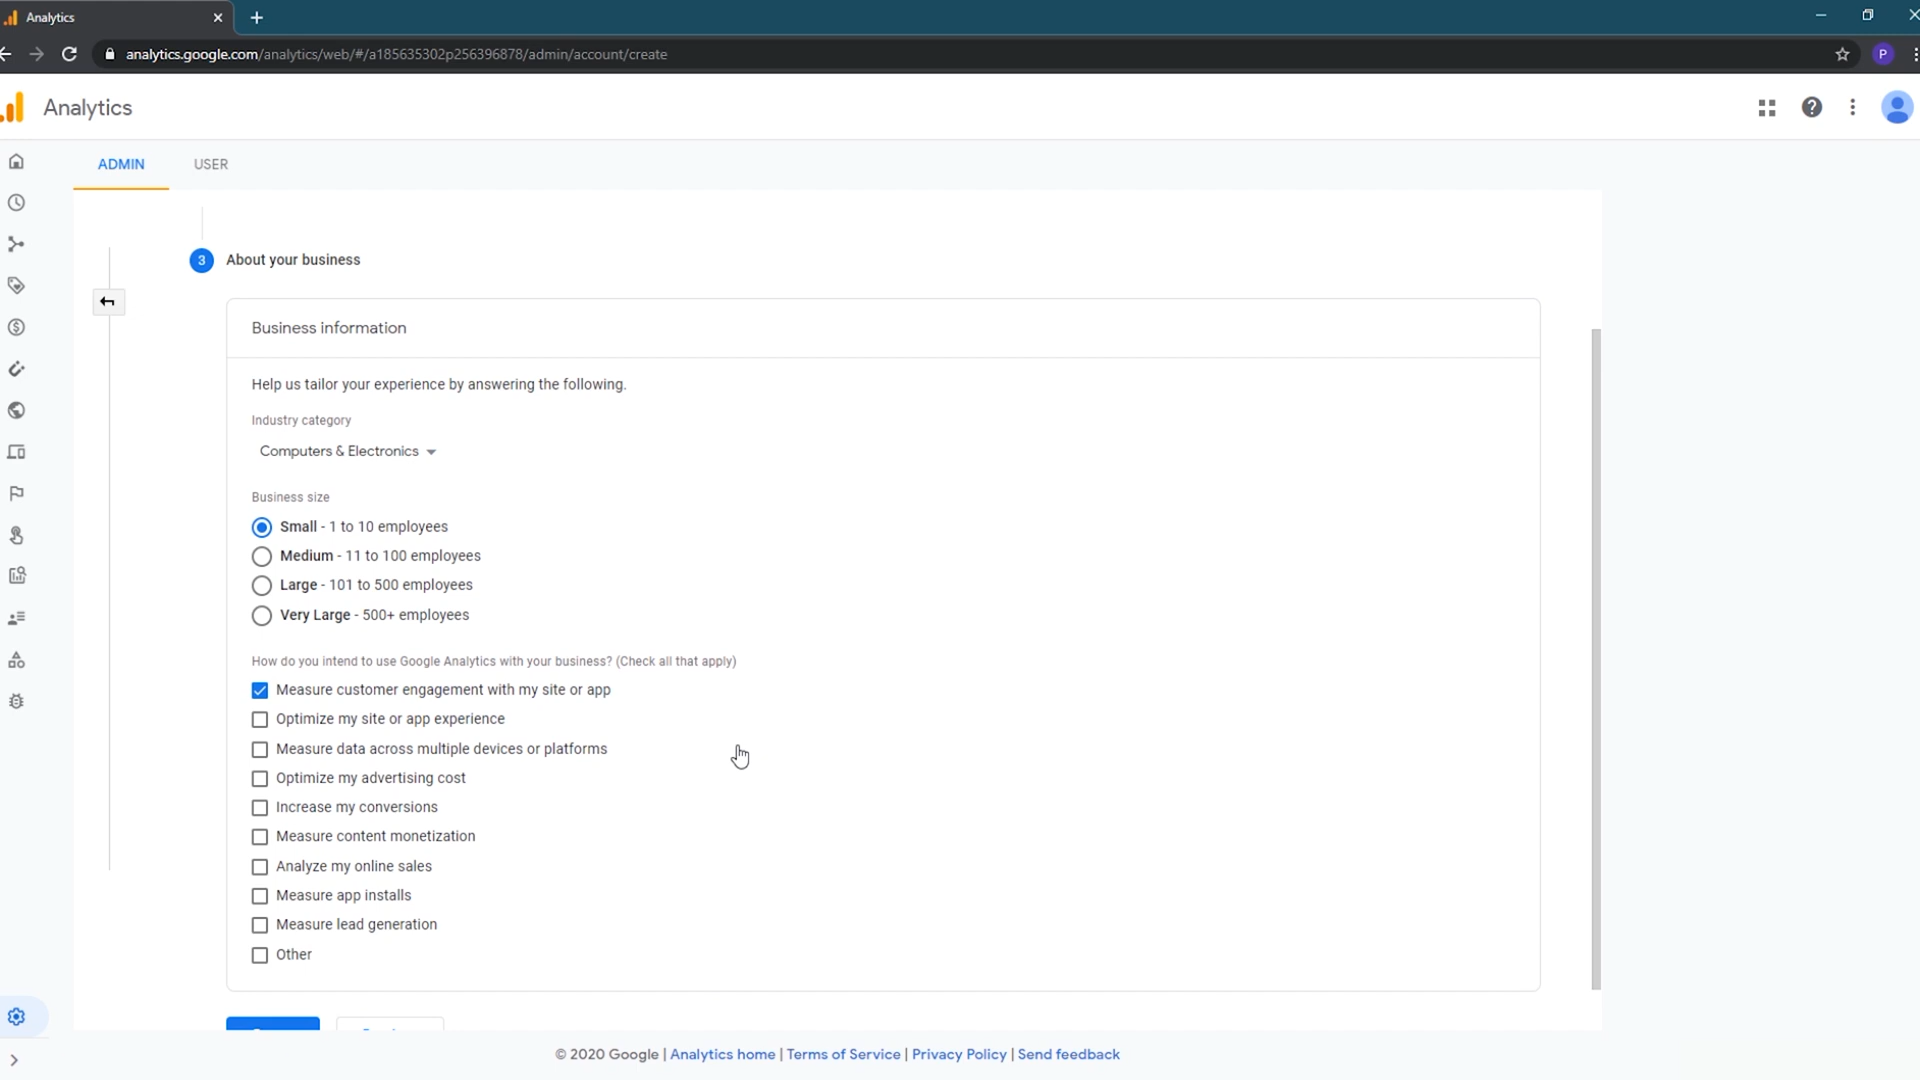 Analytics
analytics.google.com/analytics/web/#/a185635302p256396878/admin/account/create
P
Analytics
ADMIN
USER
3 About your business
Business information
Help us tailor your experience by answering the following.
Industry category
Computers & Electronics
Business size
Small - 1 to 10 employees
Medium - 11 to 100 employees
Large - 101 to 500 employees
Very Large - 500+ employees
How do you intend to use Google Analytics with your business? (Check all that apply)
Measure customer engagement with my site or app
Optimize my site or app experience
Measure data across multiple devices or platforms
Optimize my advertising cost
Increase my conversions
Measure content monetization
Analyze my online sales
Measure app installs
Measure lead generation
Other
© 2020 Google | Analytics home | Terms of Service | Privacy Policy | Send feedback